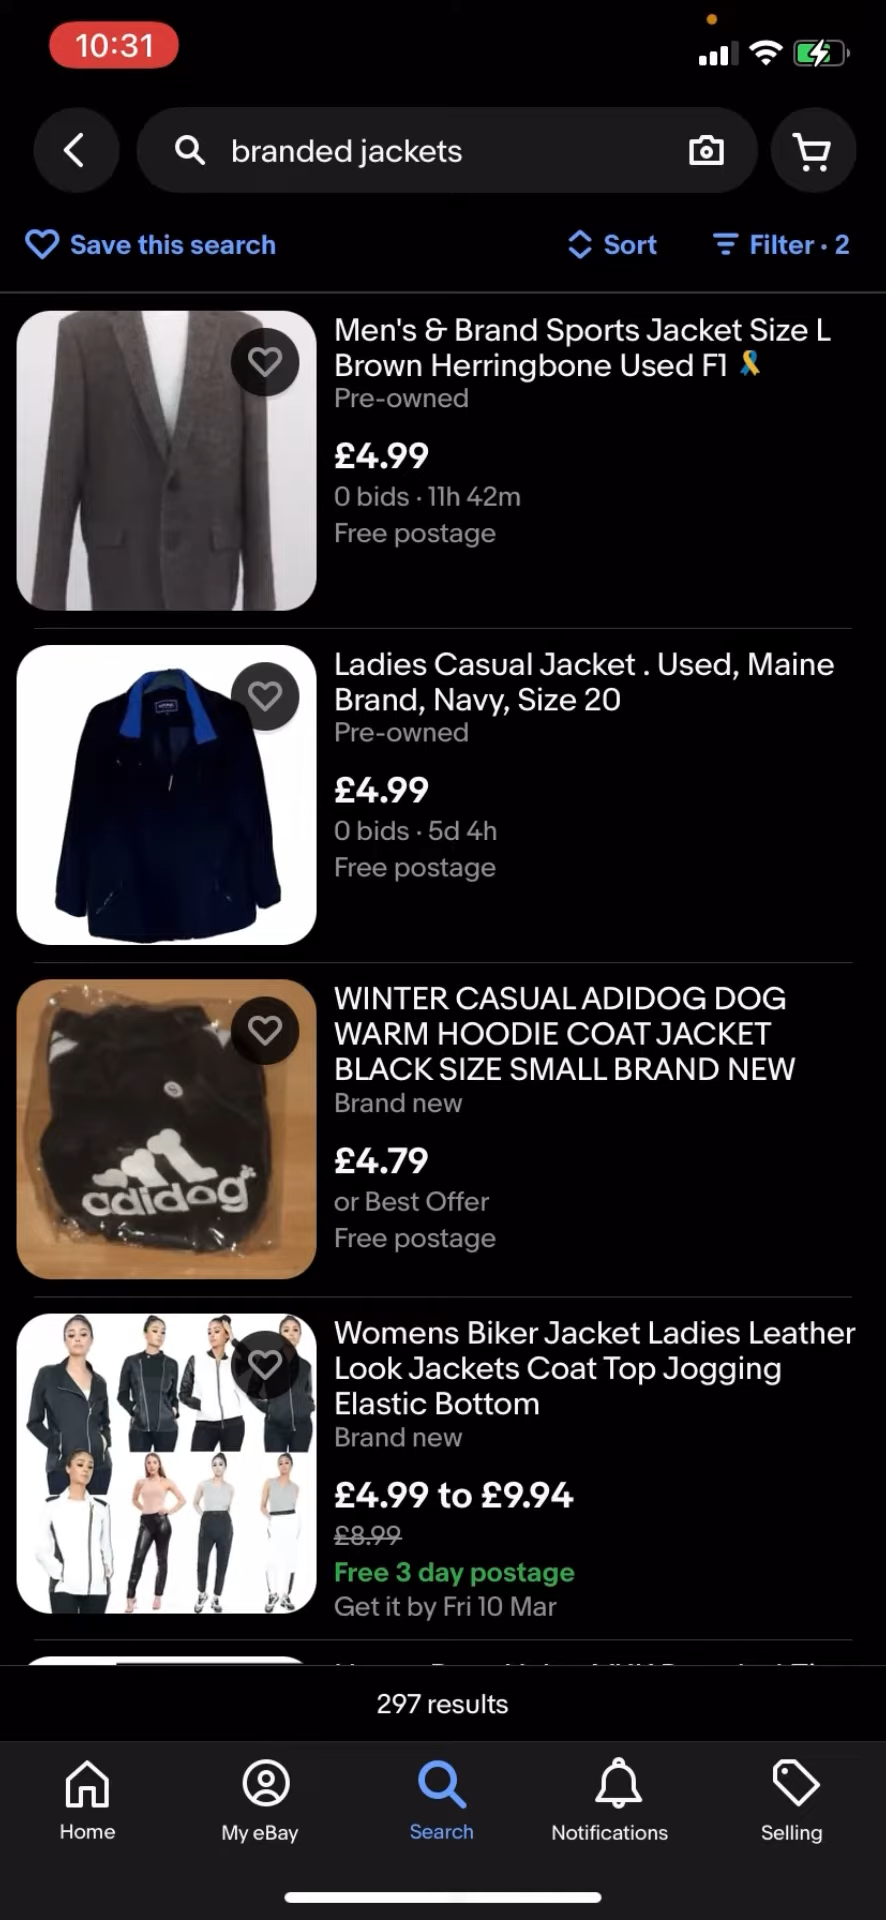 10:31
branded jackets
Save this search
Sort
Filter · 2
Men's & Brand Sports Jacket Size L
Brown Herringbone Used F1 🎗
Pre-owned
£4.99
0 bids · 11h 42m
Free postage
Ladies Casual Jacket . Used, Maine
Brand, Navy, Size 20
Pre-owned
£4.99
0 bids · 5d 4h
Free postage
adidog
WINTER CASUAL ADIDOG DOG
WARM HOODIE COAT JACKET
BLACK SIZE SMALL BRAND NEW
Brand new
£4.79
or Best Offer
Free postage
Womens Biker Jacket Ladies Leather
Look Jackets Coat Top Jogging
Elastic Bottom
Brand new
£4.99 to £9.94
£8.99
Free 3 day postage
Get it by Fri 10 Mar
297 results
Home
My eBay
Search
Notifications
Selling